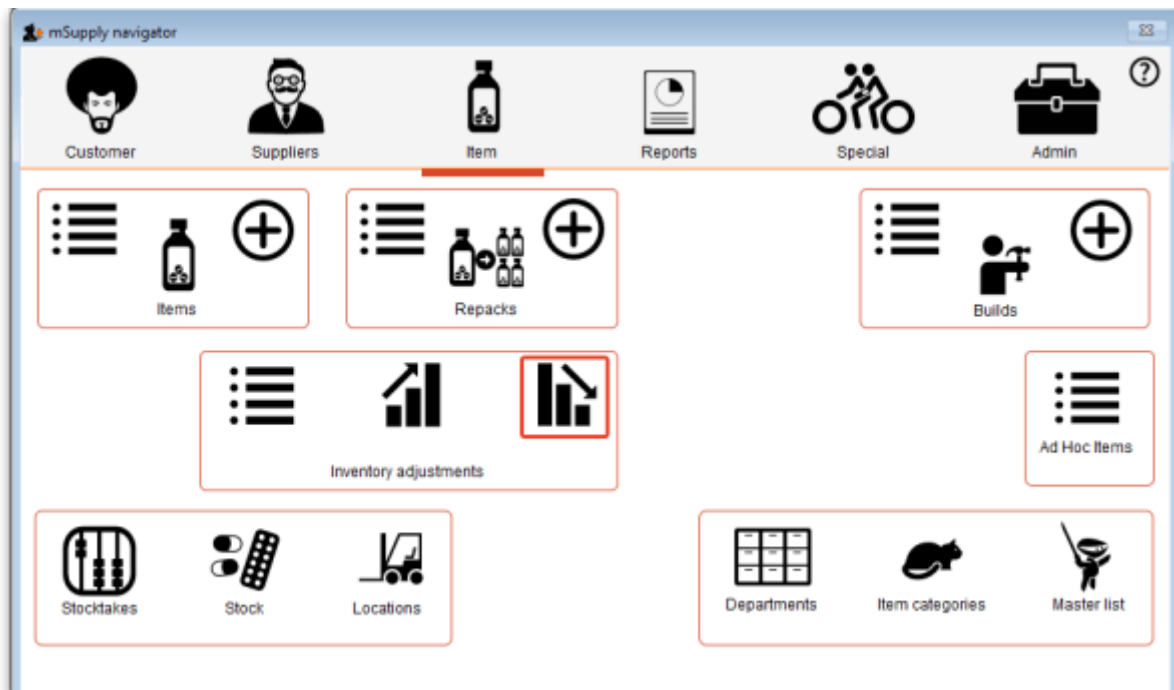 mSupply navigator
Customer
Suppliers
Item
Reports
Special
Admin
Items
Repacks
Builds
Inventory adjustments
Ad Hoc Items
Stocktakes
Stock
Locations
Departments
Item categories
Master list